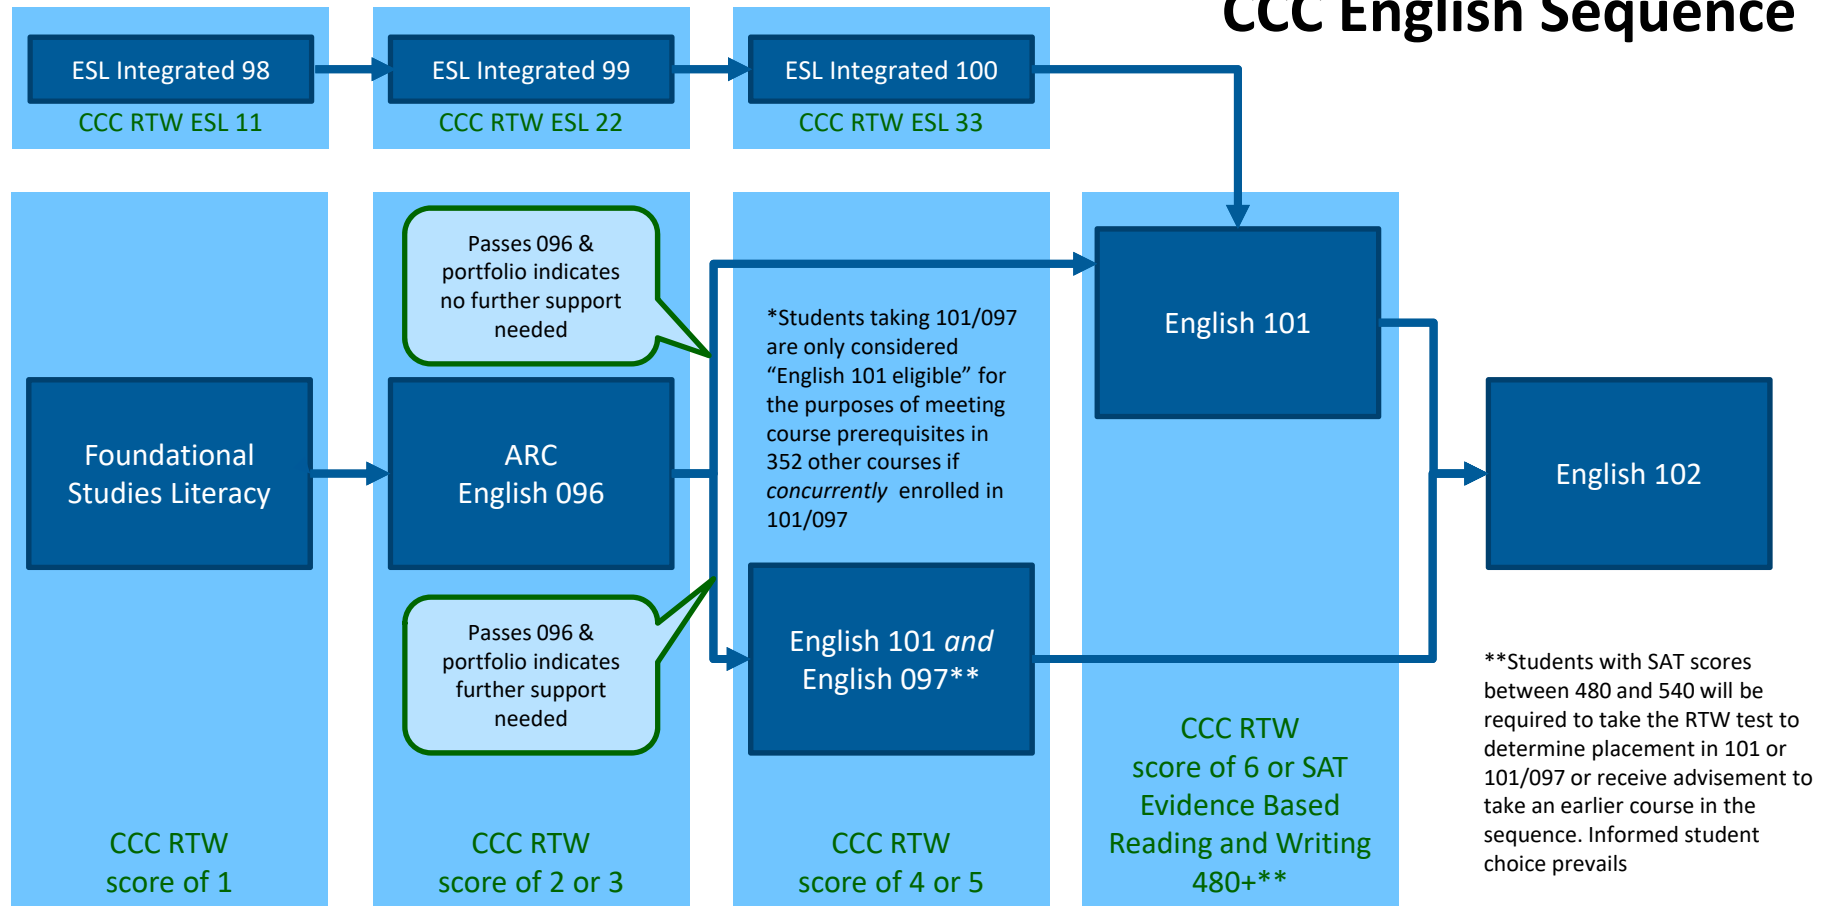 CCC English Sequence
ESL Integrated 98
ESL Integrated 99
ESL Integrated 100
CCC RTW ESL 11
CCC RTW ESL 22
CCC RTW ESL 33
Passes 096 &
portfolio indicates
no further support
needed
*Students taking 101/097
are only considered
“English 101 eligible” for
the purposes of meeting
course prerequisites in
352 other courses if
concurrently enrolled in
101/097
English 101
Foundational
Studies Literacy
ARC
English 096
English 102
Passes 096 &
portfolio indicates
further support
needed
English 101 and
English 097**
**Students with SAT scores
between 480 and 540 will be
required to take the RTW test to
determine placement in 101 or
101/097 or receive advisement to
take an earlier course in the
sequence. Informed student
choice prevails
CCC RTW
score of 1
CCC RTW
score of 2 or 3
CCC RTW
score of 4 or 5
CCC RTW
score of 6 or SAT
Evidence Based
Reading and Writing
480+**